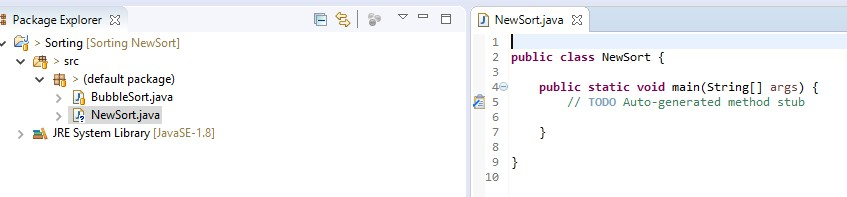 Package Explorer
> Sorting [Sorting NewSort]
> src
> (default package)
BubbleSort.java
NewSort.java
JRE System Library [JavaSE-1.8]
NewSort.java
1
2 public class NewSort {
3
4 public static void main(String[] args) {
5 // TODO Auto-generated method stub
6
7 }
8
9 }
10